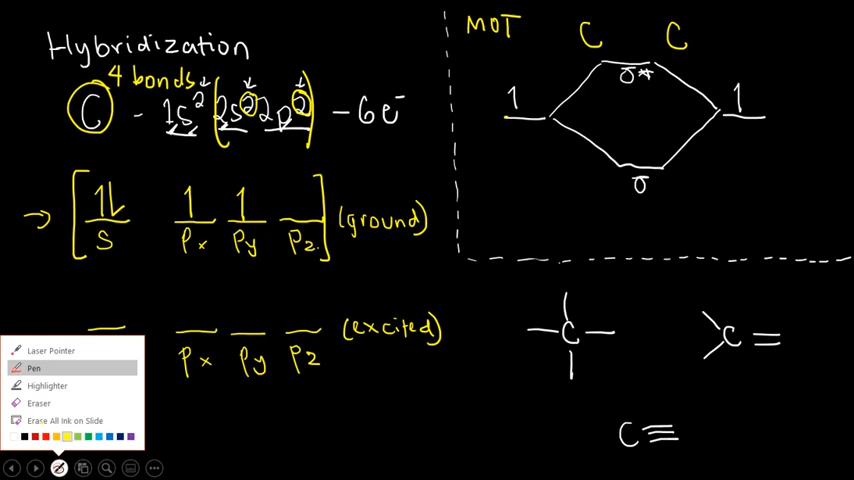 Hybridization
4 bonds
C - 1s² (2s² 2p²) - 6e⁻
→ [ 1L 1 1 ] (ground)
s px py pz
(excited)
px py pz
MOT C C
σ*
1 1
σ
C C =
C ≡
Laser Pointer
Pen
Highlighter
Eraser
Erase All Ink on Slide